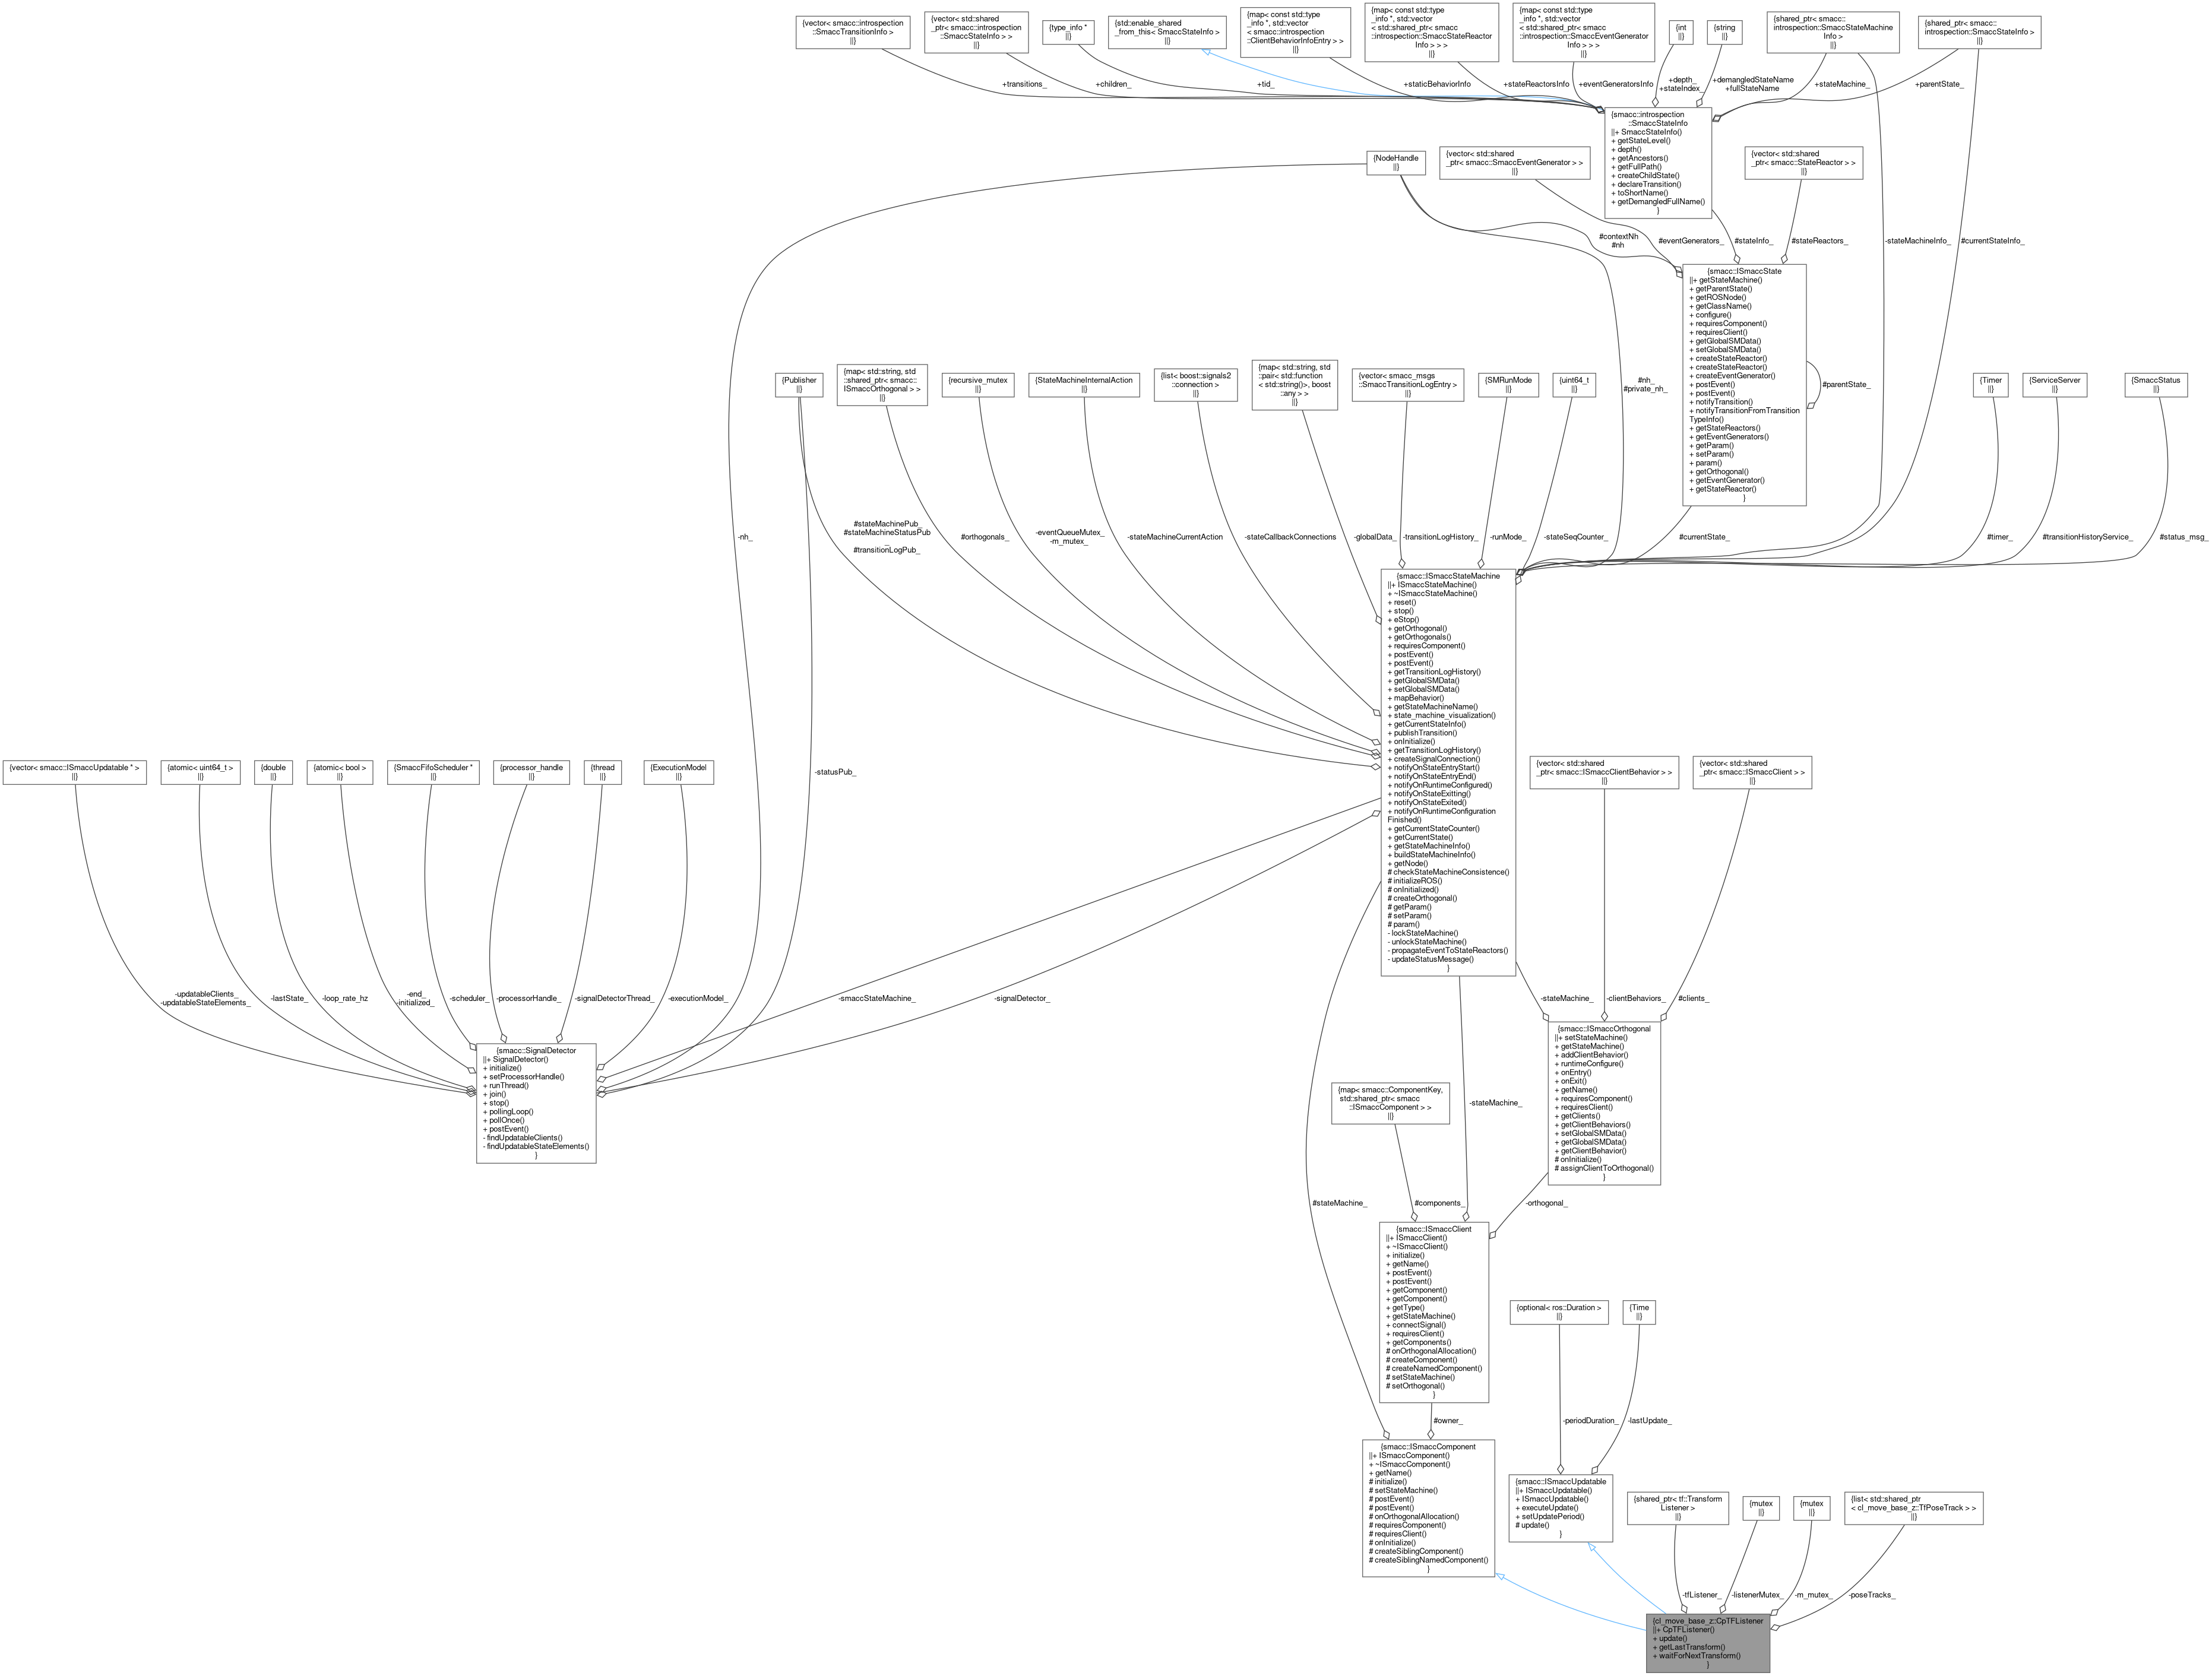 {vector< smacc::introspection
::SmaccTransitionInfo >
||}
{vector< std::shared
_ptr< smacc::introspection
::SmaccStateInfo > >
||}
{type_info *
||}
{std::enable_shared
_from_this< SmaccStateInfo >
||}
{map< const std::type
_info *, std::vector
< smacc::introspection
::ClientBehaviorInfoEntry > >
||}
{map< const std::type
_info *, std::vector
< std::shared_ptr< smacc
::introspection::SmaccStateReactor
Info > > >
||}
{map< const std::type
_info *, std::vector
< std::shared_ptr< smacc
::introspection::SmaccEventGenerator
Info > > >
||}
{int
||}
{string
||}
{shared_ptr< smacc::
introspection::SmaccStateMachine
Info >
||}
{shared_ptr< smacc::
introspection::SmaccStateInfo >
||}
+transitions_
+children_
+tid_
+staticBehaviorInfo
+stateReactorsInfo
+eventGeneratorsInfo
+depth_
+stateIndex_
+demangledStateName
+fullStateName
+stateMachine_
+parentState_
{smacc::introspection
::SmaccStateInfo
||+ SmaccStateInfo()
+ getStateLevel()
+ depth()
+ getAncestors()
+ getFullPath()
+ createChildState()
+ declareTransition()
+ toShortName()
+ getDemangledFullName()
}
{NodeHandle
||}
{vector< std::shared
_ptr< smacc::SmaccEventGenerator > >
||}
{vector< std::shared
_ptr< smacc::StateReactor > >
||}
#contextNh
#nh
#eventGenerators_
#stateInfo_
#stateReactors_
-stateMachineInfo_
#currentStateInfo_
{smacc::ISmaccState
||+ getStateMachine()
+ getParentState()
+ getROSNode()
+ getClassName()
+ configure()
+ requiresComponent()
+ requiresClient()
+ getGlobalSMData()
+ setGlobalSMData()
+ createStateReactor()
+ createStateReactor()
+ createEventGenerator()
+ postEvent()
+ postEvent()
+ notifyTransition()
+ notifyTransitionFromTransition
TypeInfo()
+ getStateReactors()
+ getEventGenerators()
+ getParam()
+ setParam()
+ param()
+ getOrthogonal()
+ getEventGenerator()
+ getStateReactor()
}
#parentState_
{Publisher
||}
{map< std::string, std
::shared_ptr< smacc::
ISmaccOrthogonal > >
||}
{recursive_mutex
||}
{StateMachineInternalAction
||}
{list< boost::signals2
::connection >
||}
{map< std::string, std
::pair< std::function
< std::string()>, boost
::any > >
||}
{vector< smacc_msgs
::SmaccTransitionLogEntry >
||}
{SMRunMode
||}
{uint64_t
||}
#nh_
#private_nh_
{Timer
||}
{ServiceServer
||}
{SmaccStatus
||}
-nh_
#stateMachinePub_
#stateMachineStatusPub
_
#transitionLogPub_
#orthogonals_
-eventQueueMutex_
-m_mutex_
-stateMachineCurrentAction
-stateCallbackConnections
-globalData_
-transitionLogHistory_
-runMode_
-stateSeqCounter_
#currentState_
#timer_
#transitionHistoryService_
#status_msg_
{smacc::ISmaccStateMachine
||+ ISmaccStateMachine()
+ ~ISmaccStateMachine()
+ reset()
+ stop()
+ eStop()
+ getOrthogonal()
+ getOrthogonals()
+ requiresComponent()
+ postEvent()
+ postEvent()
+ getTransitionLogHistory()
+ getGlobalSMData()
+ setGlobalSMData()
+ mapBehavior()
+ getStateMachineName()
+ state_machine_visualization()
+ getCurrentStateInfo()
+ publishTransition()
+ onInitialize()
+ getTransitionLogHistory()
+ createSignalConnection()
+ notifyOnStateEntryStart()
+ notifyOnStateEntryEnd()
+ notifyOnRuntimeConfigured()
+ notifyOnStateExitting()
+ notifyOnStateExited()
+ notifyOnRuntimeConfiguration
Finished()
+ getCurrentStateCounter()
+ getCurrentState()
+ getStateMachineInfo()
+ buildStateMachineInfo()
+ getNode()
# checkStateMachineConsistence()
# initializeROS()
# onInitialized()
# createOrthogonal()
# getParam()
# setParam()
# param()
- lockStateMachine()
- unlockStateMachine()
- propagateEventToStateReactors()
- updateStatusMessage()
}
{vector< smacc::ISmaccUpdatable * >
||}
{atomic< uint64_t >
||}
{double
||}
{atomic< bool >
||}
{SmaccFifoScheduler *
||}
{processor_handle
||}
{thread
||}
{ExecutionModel
||}
-statusPub_
{vector< std::shared
_ptr< smacc::ISmaccClientBehavior > >
||}
{vector< std::shared
_ptr< smacc::ISmaccClient > >
||}
-updatableClients_
-updatableStateElements_
-lastState_
-loop_rate_hz
-end_
-initialized_
-scheduler_
-processorHandle_
-signalDetectorThread_
-executionModel_
-smaccStateMachine_
-signalDetector_
-stateMachine_
-clientBehaviors_
#clients_
{smacc::SignalDetector
||+ SignalDetector()
+ initialize()
+ setProcessorHandle()
+ runThread()
+ join()
+ stop()
+ pollingLoop()
+ pollOnce()
+ postEvent()
- findUpdatableClients()
- findUpdatableStateElements()
}
{smacc::ISmaccOrthogonal
||+ setStateMachine()
+ getStateMachine()
+ addClientBehavior()
+ runtimeConfigure()
+ onEntry()
+ onExit()
+ getName()
+ requiresComponent()
+ requiresClient()
+ getClients()
+ getClientBehaviors()
+ setGlobalSMData()
+ getGlobalSMData()
+ getClientBehavior()
# onInitialize()
# assignClientToOrthogonal()
}
{map< smacc::ComponentKey,
std::shared_ptr< smacc
::ISmaccComponent > >
||}
-stateMachine_
#stateMachine_
#components_
-orthogonal_
{smacc::ISmaccClient
||+ ISmaccClient()
+ ~ISmaccClient()
+ initialize()
+ getName()
+ postEvent()
+ postEvent()
+ getComponent()
+ getComponent()
+ getType()
+ getStateMachine()
+ connectSignal()
+ requiresClient()
+ getComponents()
# onOrthogonalAllocation()
# createComponent()
# createNamedComponent()
# setStateMachine()
# setOrthogonal()
}
{optional< ros::Duration >
||}
{Time
||}
#owner_
-periodDuration_
-lastUpdate_
{smacc::ISmaccComponent
||+ ISmaccComponent()
+ ~ISmaccComponent()
+ getName()
# initialize()
# setStateMachine()
# postEvent()
# postEvent()
# onOrthogonalAllocation()
# requiresComponent()
# requiresClient()
# onInitialize()
# createSiblingComponent()
# createSiblingNamedComponent()
}
{smacc::ISmaccUpdatable
||+ ISmaccUpdatable()
+ ISmaccUpdatable()
+ executeUpdate()
+ setUpdatePeriod()
# update()
}
{shared_ptr< tf::Transform
Listener >
||}
{mutex
||}
{mutex
||}
{list< std::shared_ptr
< cl_move_base_z::TfPoseTrack > >
||}
-tfListener_
-listenerMutex_
-m_mutex_
-poseTracks_
{cl_move_base_z::CpTFListener
||+ CpTFListener()
+ update()
+ getLastTransform()
+ waitForNextTransform()
}